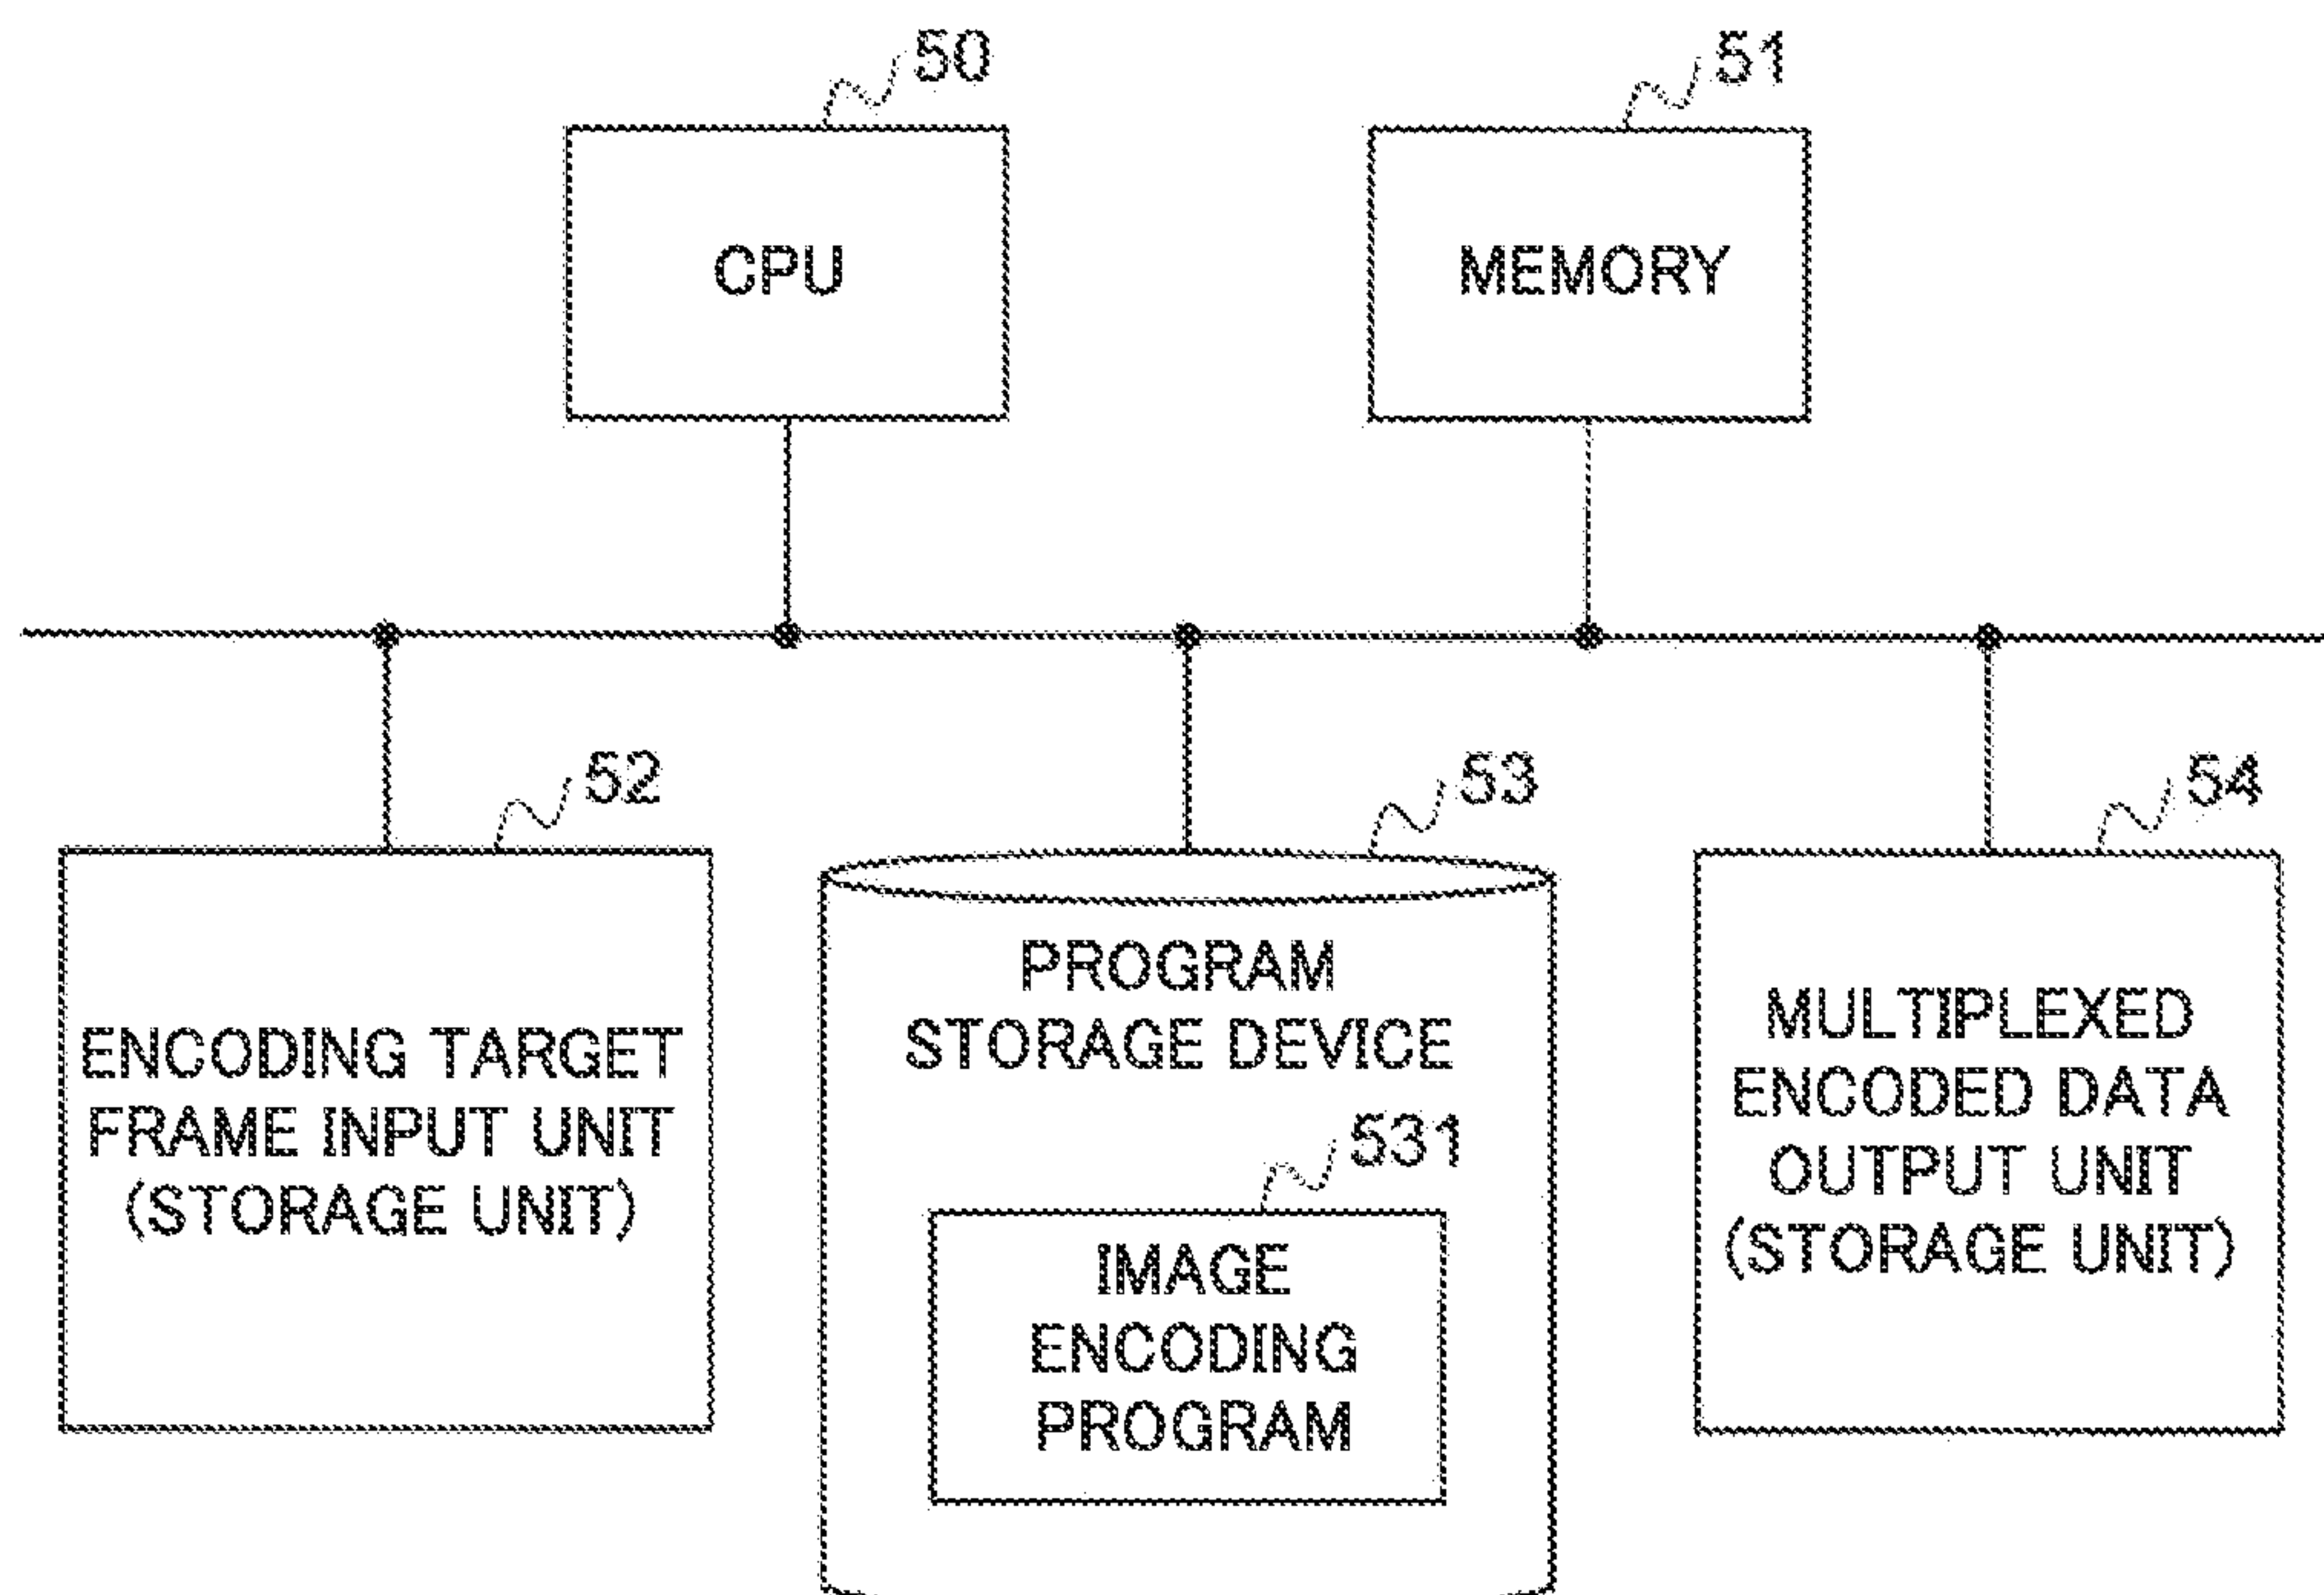 50
51
CPU
MEMORY
52
53
54
ENCODING TARGET
FRAME INPUT UNIT
(STORAGE UNIT)
PROGRAM
STORAGE DEVICE
531
IMAGE
ENCODING
PROGRAM
MULTIPLEXED
ENCODED DATA
OUTPUT UNIT
(STORAGE UNIT)